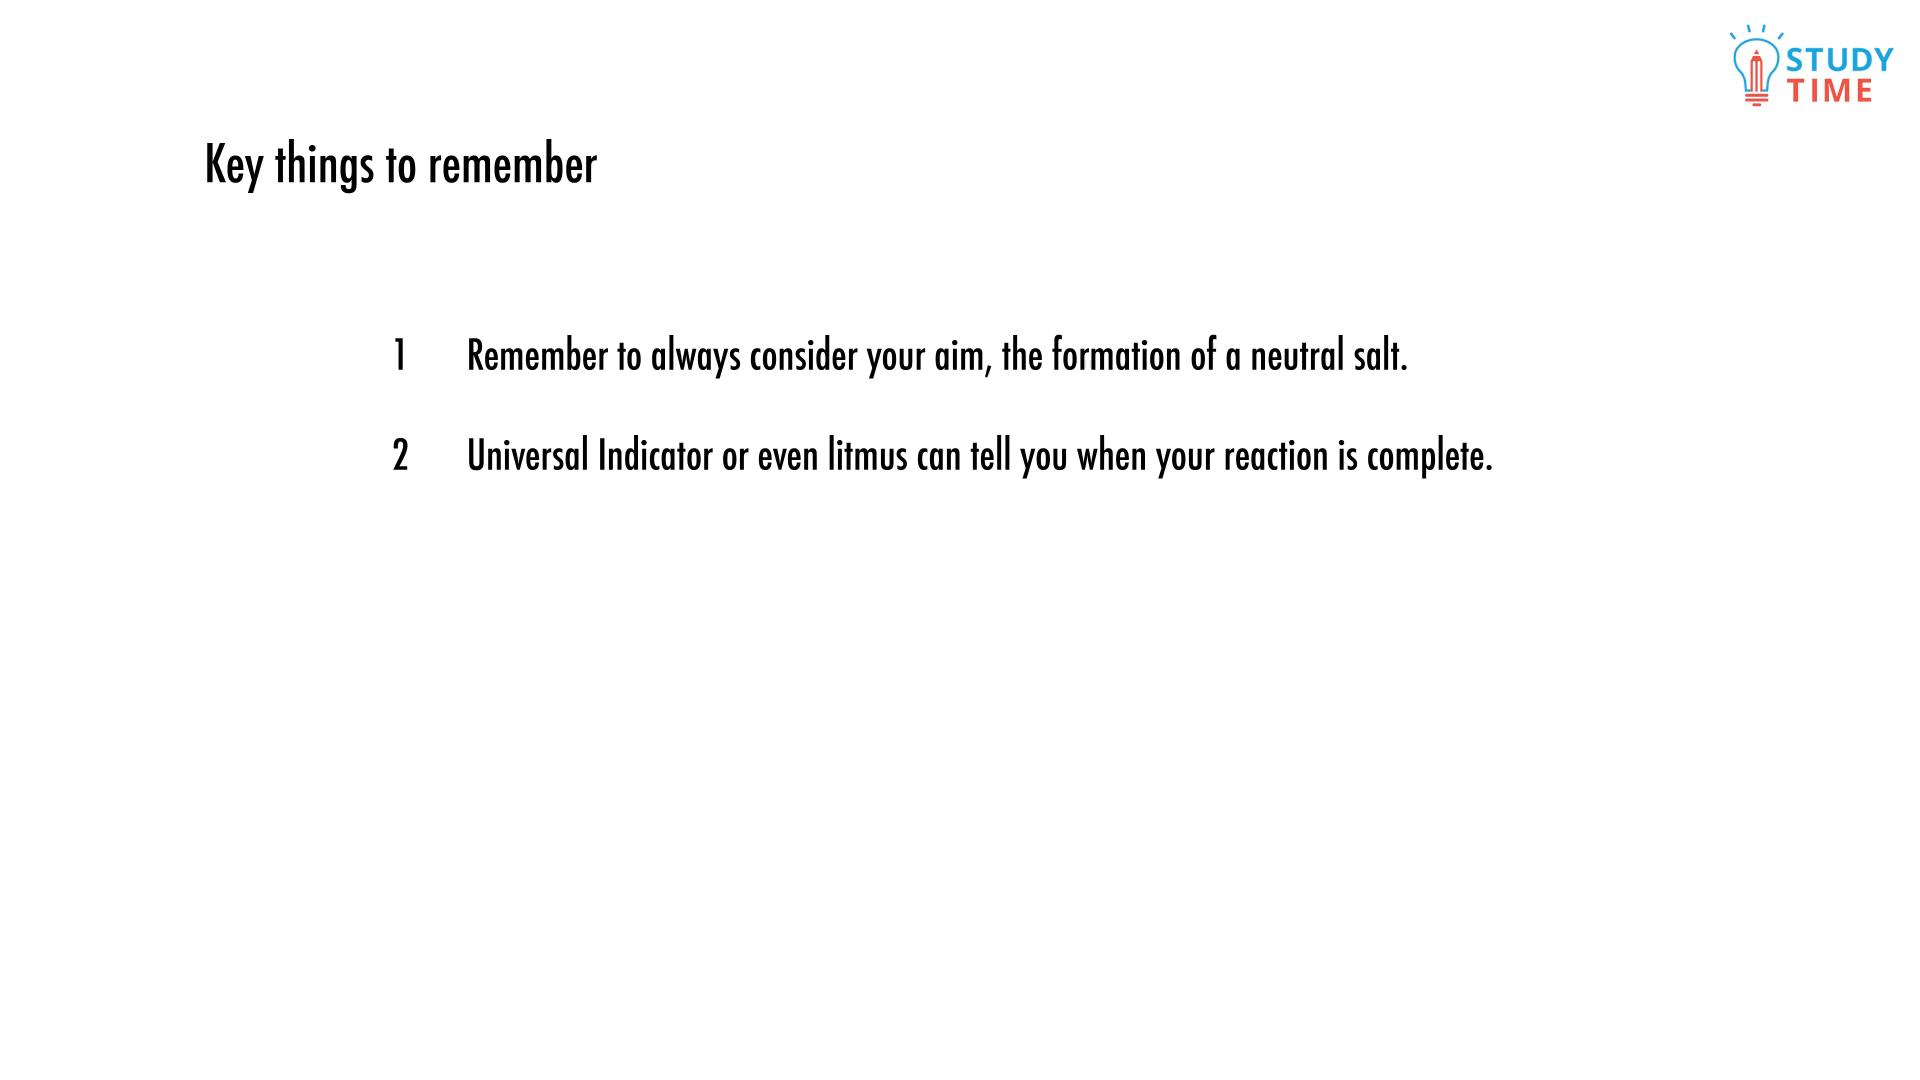 STUDY
TIME
Key things to remember
1 Remember to always consider your aim, the formation of a neutral salt.
2 Universal Indicator or even litmus can tell you when your reaction is complete.